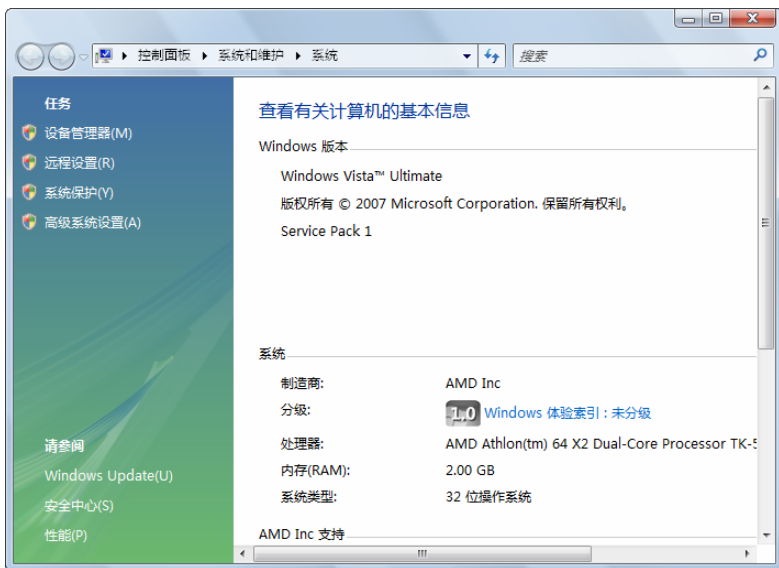 控制面板 ▸ 系统和维护 ▸ 系统
搜索
任务
设备管理器(M)
远程设置(R)
系统保护(Y)
高级系统设置(A)
请参阅
Windows Update(U)
安全中心(S)
性能(P)
查看有关计算机的基本信息
Windows 版本
Windows Vista™ Ultimate
版权所有 © 2007 Microsoft Corporation. 保留所有权利。
Service Pack 1
系统
制造商: AMD Inc
分级: 1.0 Windows 体验索引 : 未分级
处理器: AMD Athlon(tm) 64 X2 Dual-Core Processor TK-5
内存(RAM): 2.00 GB
系统类型: 32 位操作系统
AMD Inc 支持